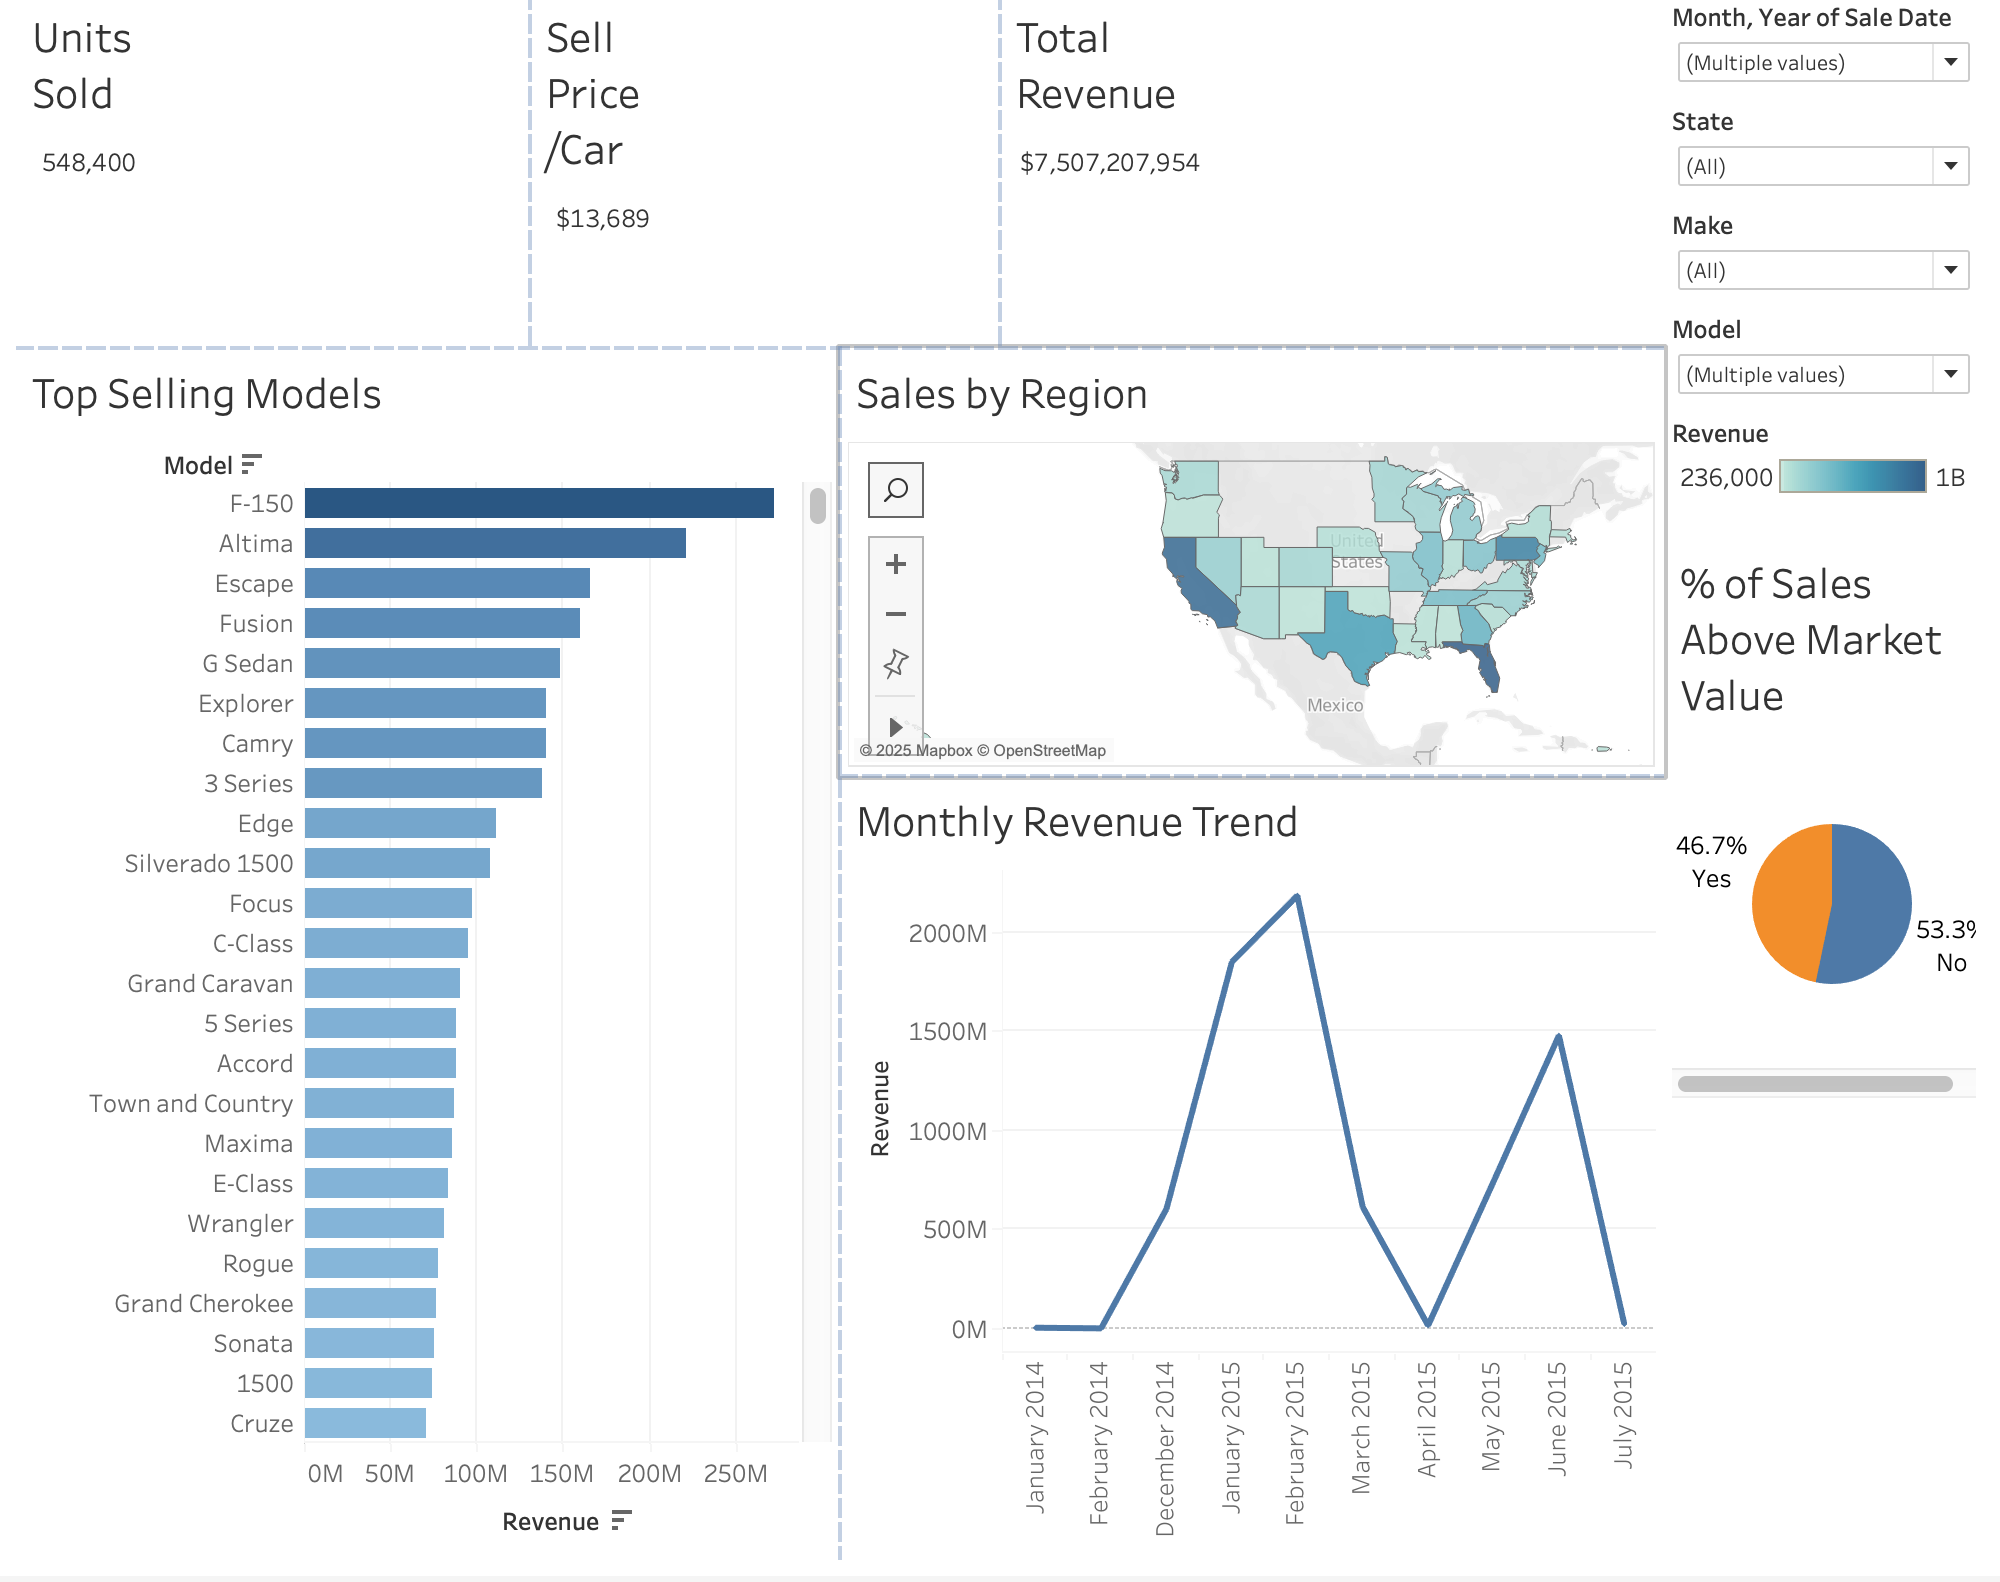 Units
Sold
548,400
Sell
Price
/Car
$13,689
Total
Revenue
$7,507,207,954
Month, Year of Sale Date
(Multiple values)
State
(All)
Make
(All)
Model
(Multiple values)
Revenue
236,000
1B
Top Selling Models
Model
F-150
Altima
Escape
Fusion
G Sedan
Explorer
Camry
3 Series
Edge
Silverado 1500
Focus
C-Class
Grand Caravan
5 Series
Accord
Town and Country
Maxima
E-Class
Wrangler
Rogue
Grand Cherokee
Sonata
1500
Cruze
0M 50M 100M 150M 200M 250M
Revenue
Sales by Region
United
States
Mexico
© 2025 Mapbox © OpenStreetMap
Monthly Revenue Trend
Revenue
2000M
1500M
1000M
500M
0M
January 2014
February 2014
December 2014
January 2015
February 2015
March 2015
April 2015
May 2015
June 2015
July 2015
% of Sales
Above Market
Value
46.7%
Yes
53.3%
No